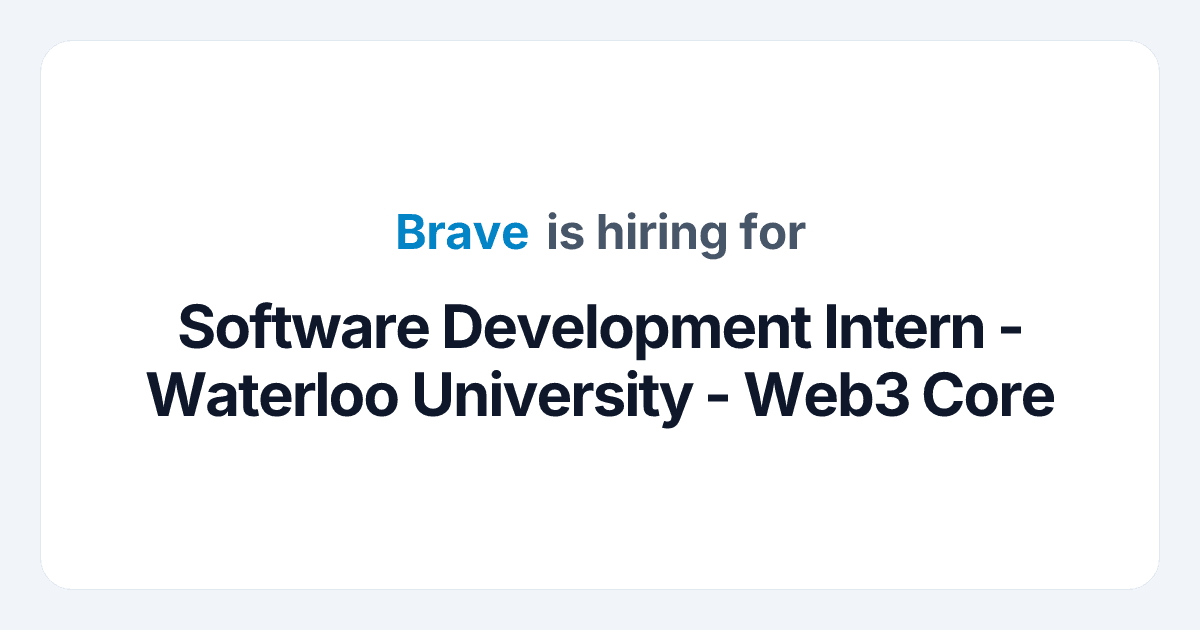 Brave is hiring for
Software Development Intern -
Waterloo University - Web3 Core